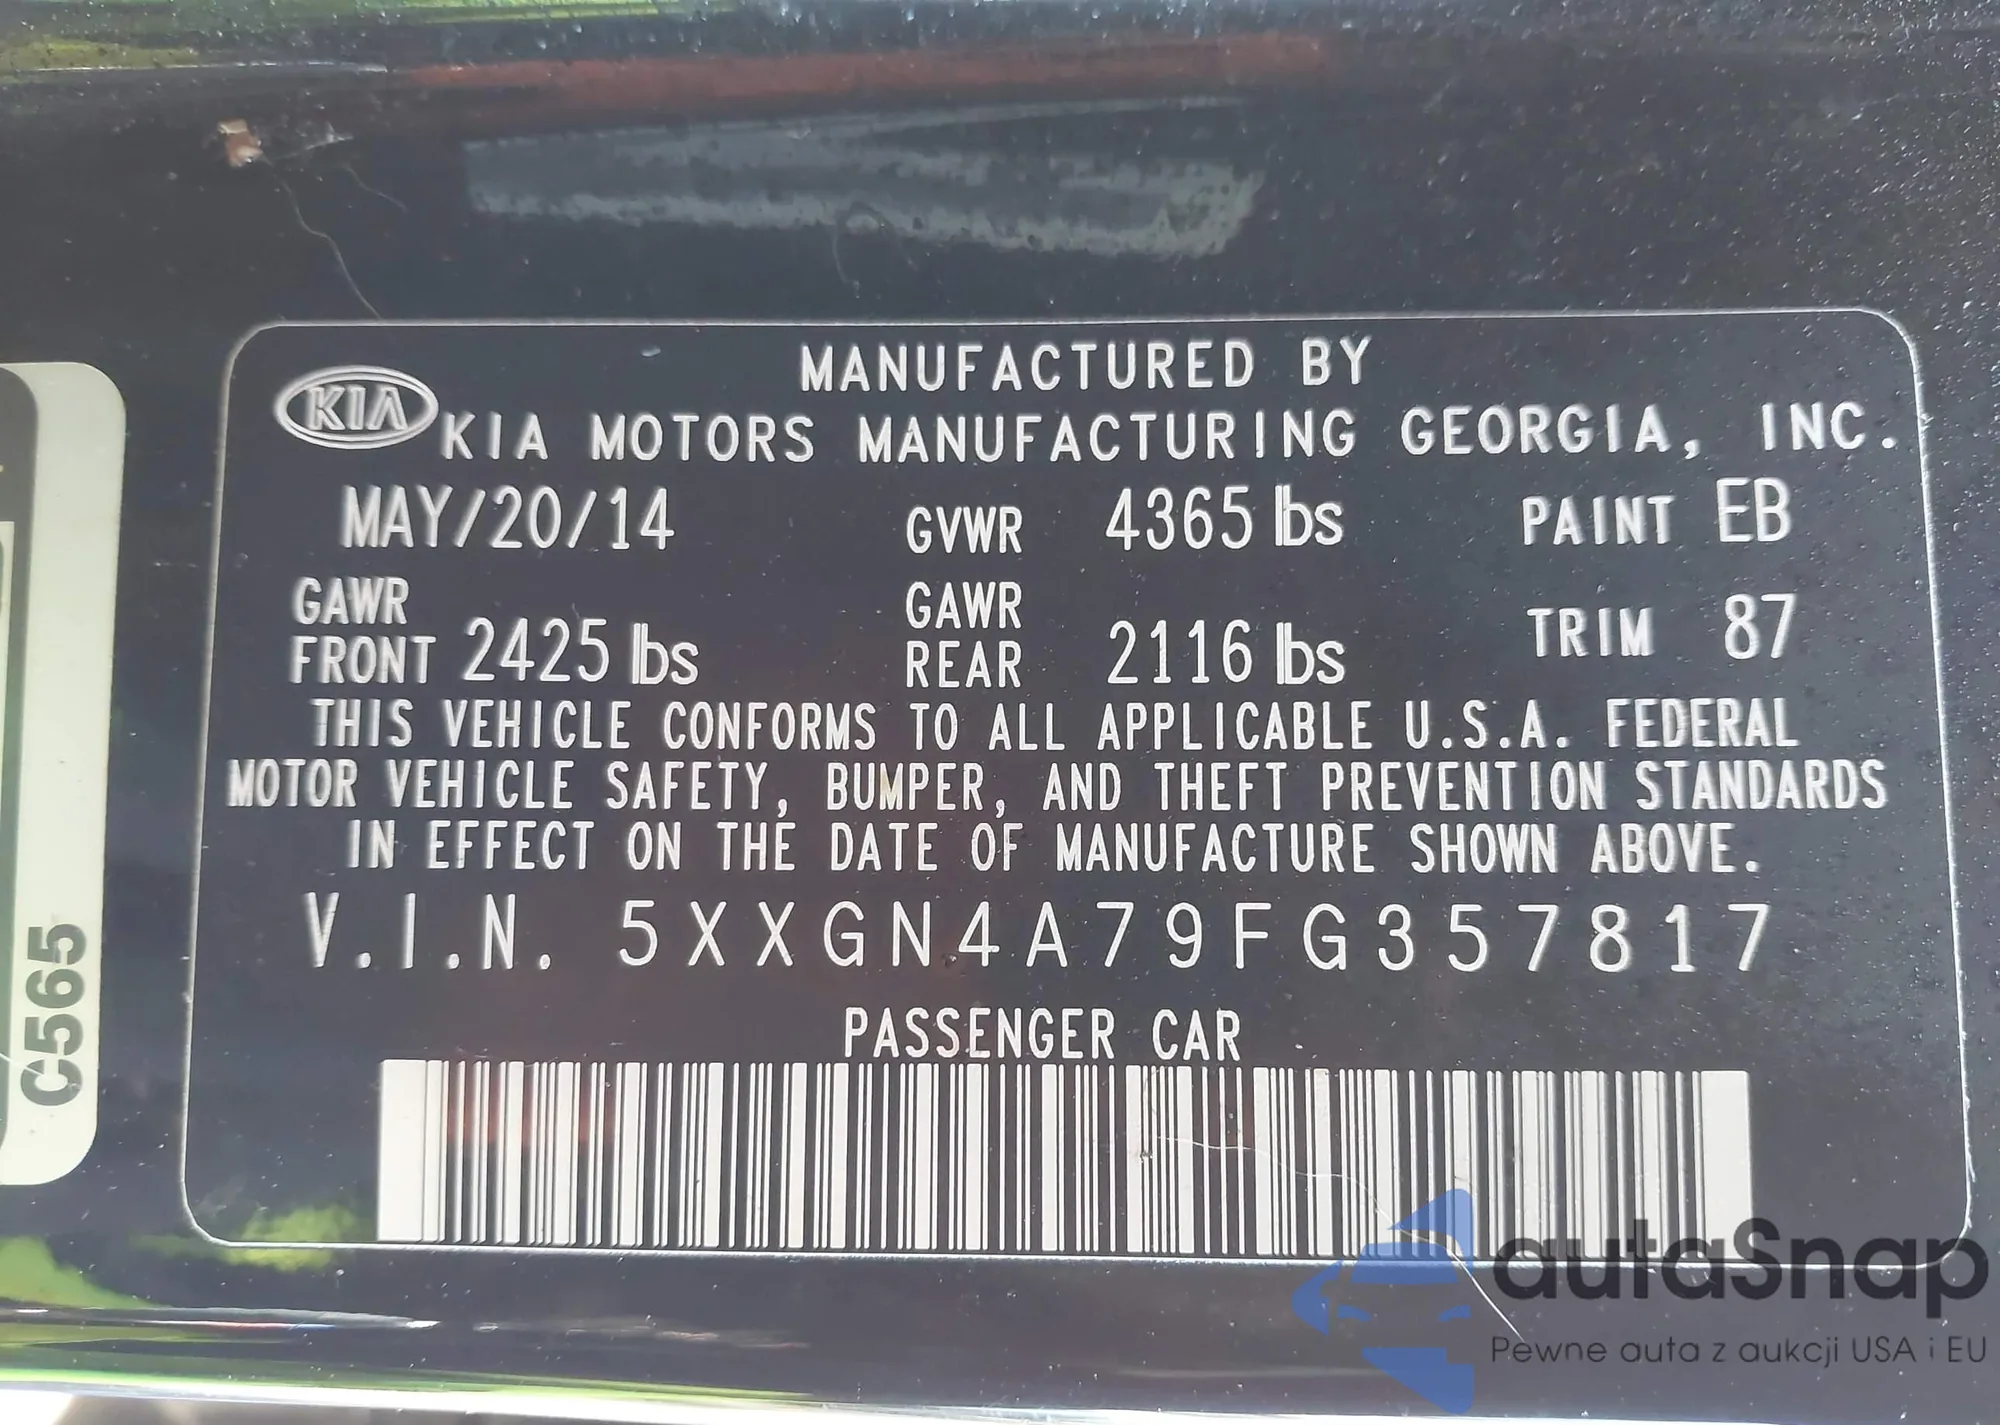 MANUFACTURED BY
KIA KIA MOTORS MANUFACTURING GEORGIA, INC.
MAY/20/14 GVWR 4365 lbs PAINT EB
GAWR FRONT 2425 lbs GAWR REAR 2116 lbs TRIM 87
THIS VEHICLE CONFORMS TO ALL APPLICABLE U.S.A. FEDERAL
MOTOR VEHICLE SAFETY, BUMPER, AND THEFT PREVENTION STANDARDS
IN EFFECT ON THE DATE OF MANUFACTURE SHOWN ABOVE.
V.I.N. 5XXGN4A79FG357817
PASSENGER CAR
C565
autaSnap
Pewne auta z aukcji USA i EU